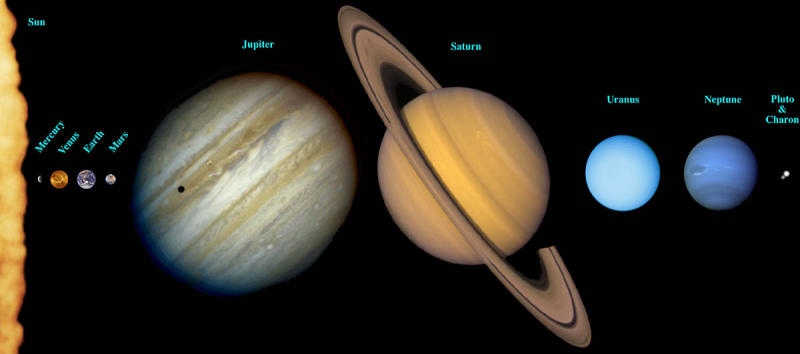 Sun
Mercury
Venus
Earth
Mars
Jupiter
Saturn
Uranus
Neptune
Pluto
&
Charon